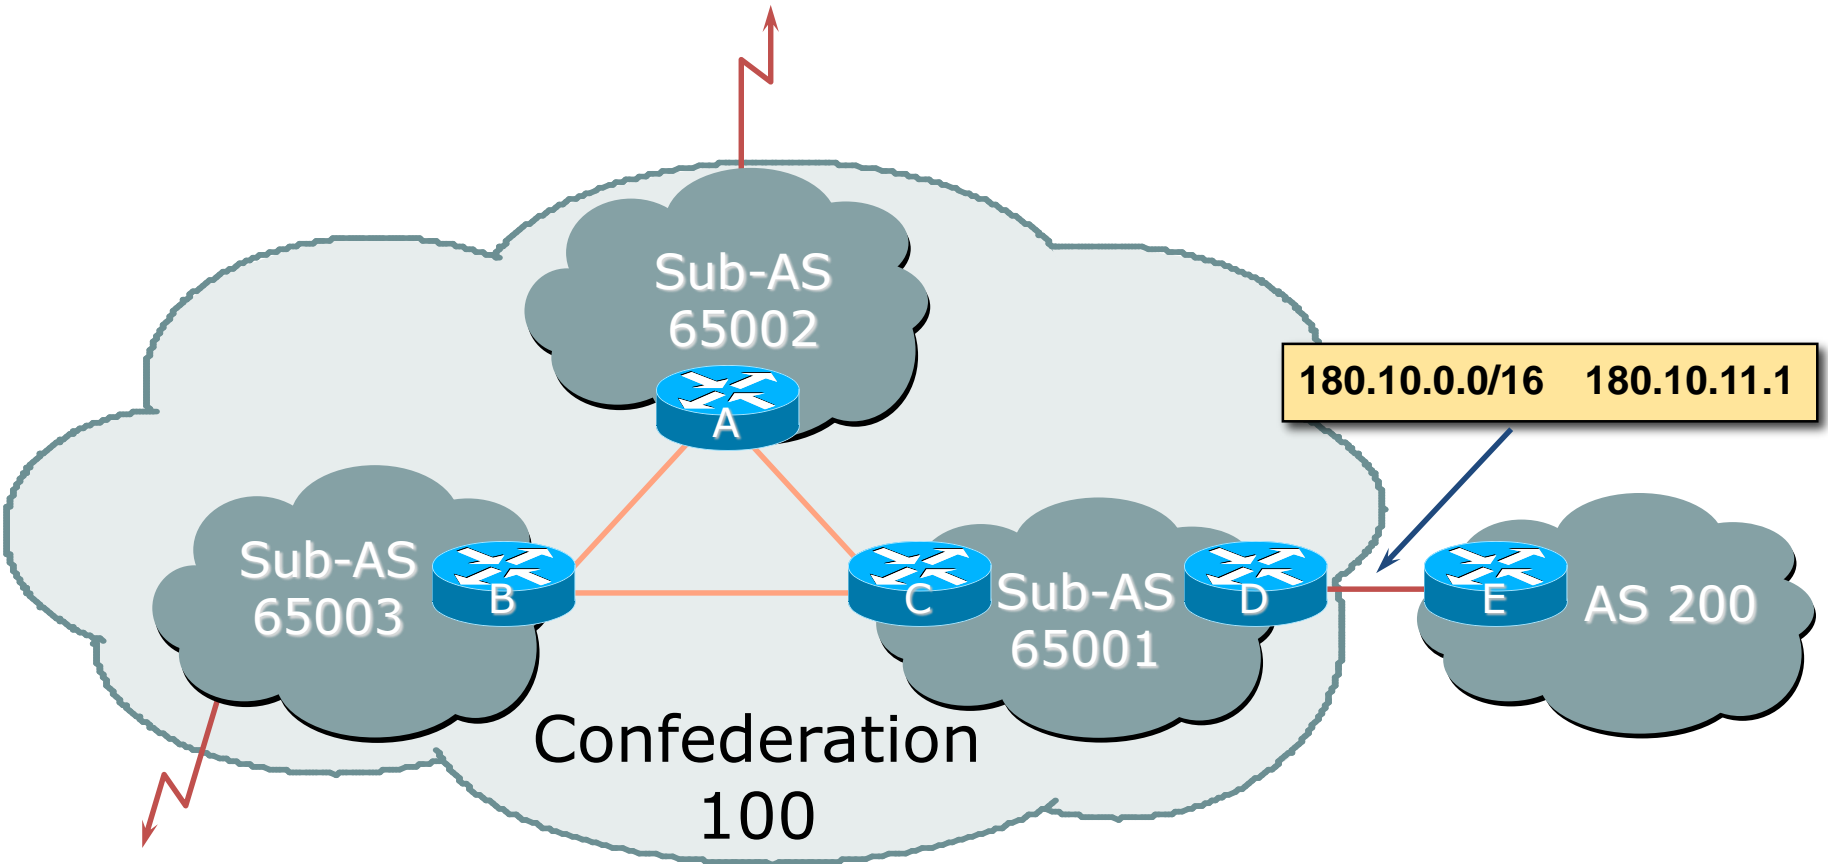 Sub-AS
65002
A
180.10.0.0/16 180.10.11.1
Sub-AS
65003
B
C
Sub-AS
65001
D
E
AS 200
Confederation
100